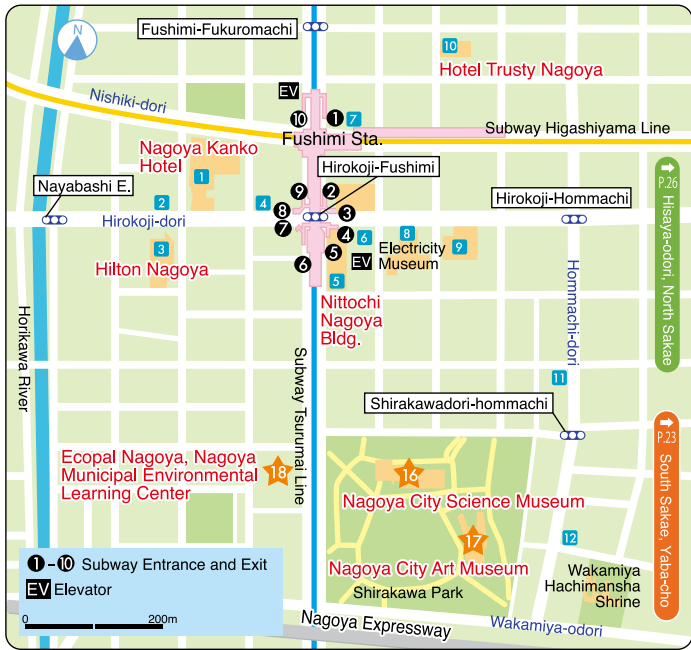 Fushimi-Fukuromachi
N
10
Hotel Trusty Nagoya
EV
Nishiki-dori
10
1
7
Subway Higashiyama Line
Fushimi Sta.
Nagoya Kanko
Hotel
Hirokoji-Fushimi
1
Nayabashi E.
2
4
9
2
Hirokoji-Hommachi
8
3
Hirokoji-dori
7
4
6
8
9
3
5
EV
Electricity
Museum
Hilton Nagoya
6
5
Nittochi
Nagoya
Bldg.
P.26
Hisaya-odori, North Sakae
Hommachi-dori
Horikawa River
Subway Tsurumai Line
11
Shirakawadori-hommachi
P.23
South Sakae, Yaba-cho
Ecopal Nagoya, Nagoya
Municipal Environmental
Learning Center
18
16
Nagoya City Science Museum
17
12
Nagoya City Art Museum
Shirakawa Park
Wakamiya
Hachimansha
Shrine
1-10 Subway Entrance and Exit
EV Elevator
0 200m
Nagoya Expressway
Wakamiya-odori